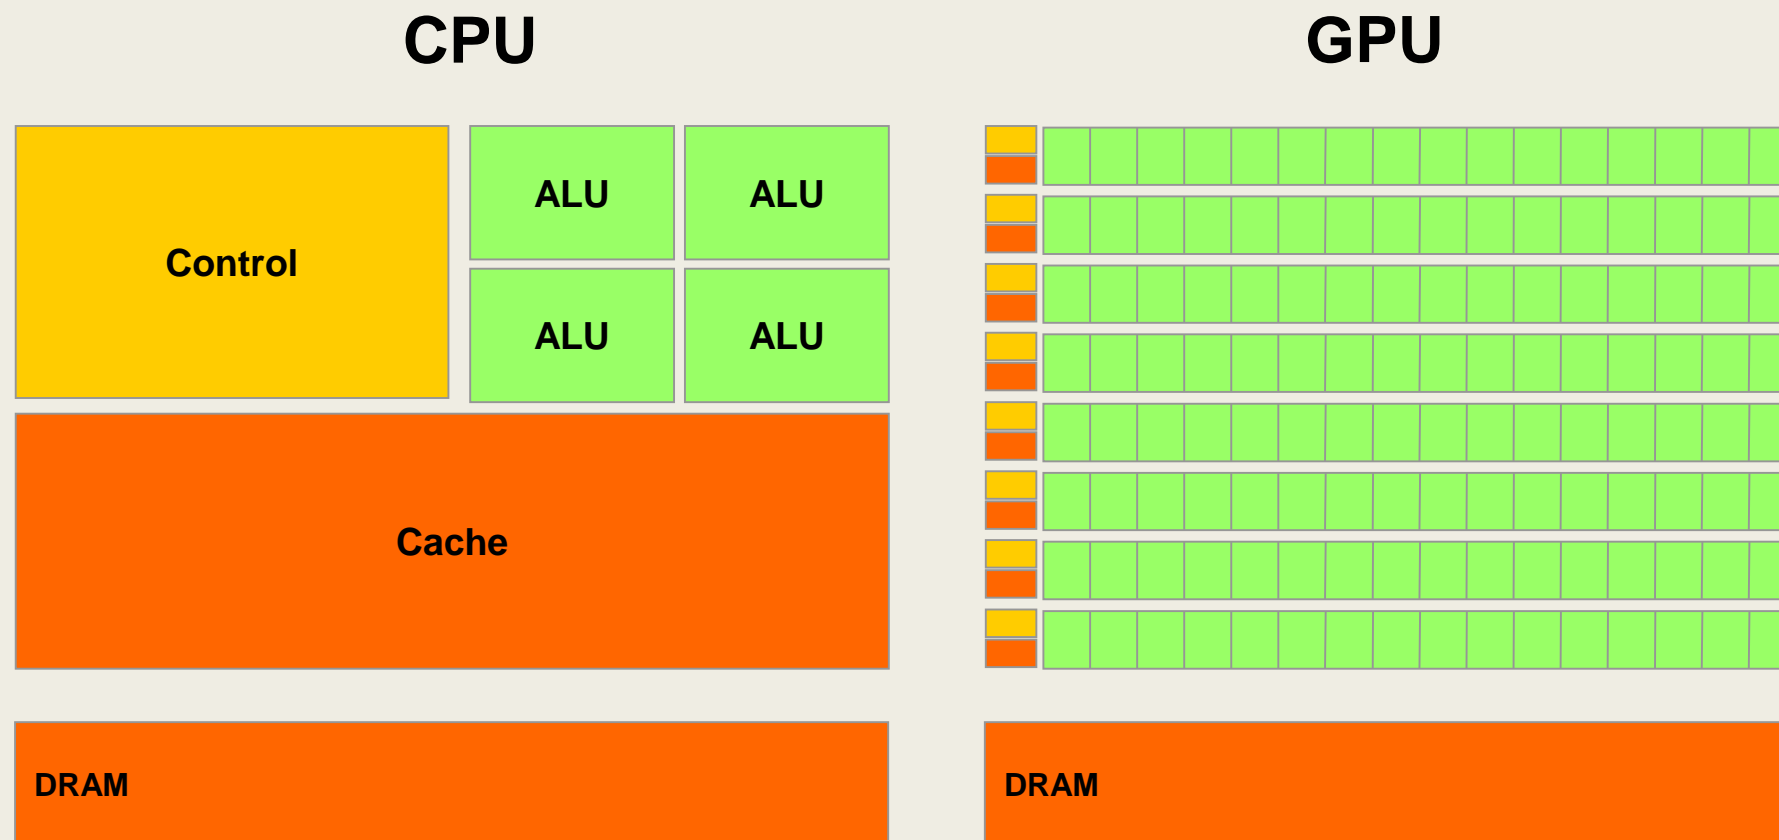 CPU
GPU
Control
ALU
ALU
ALU
ALU
Cache
DRAM
DRAM